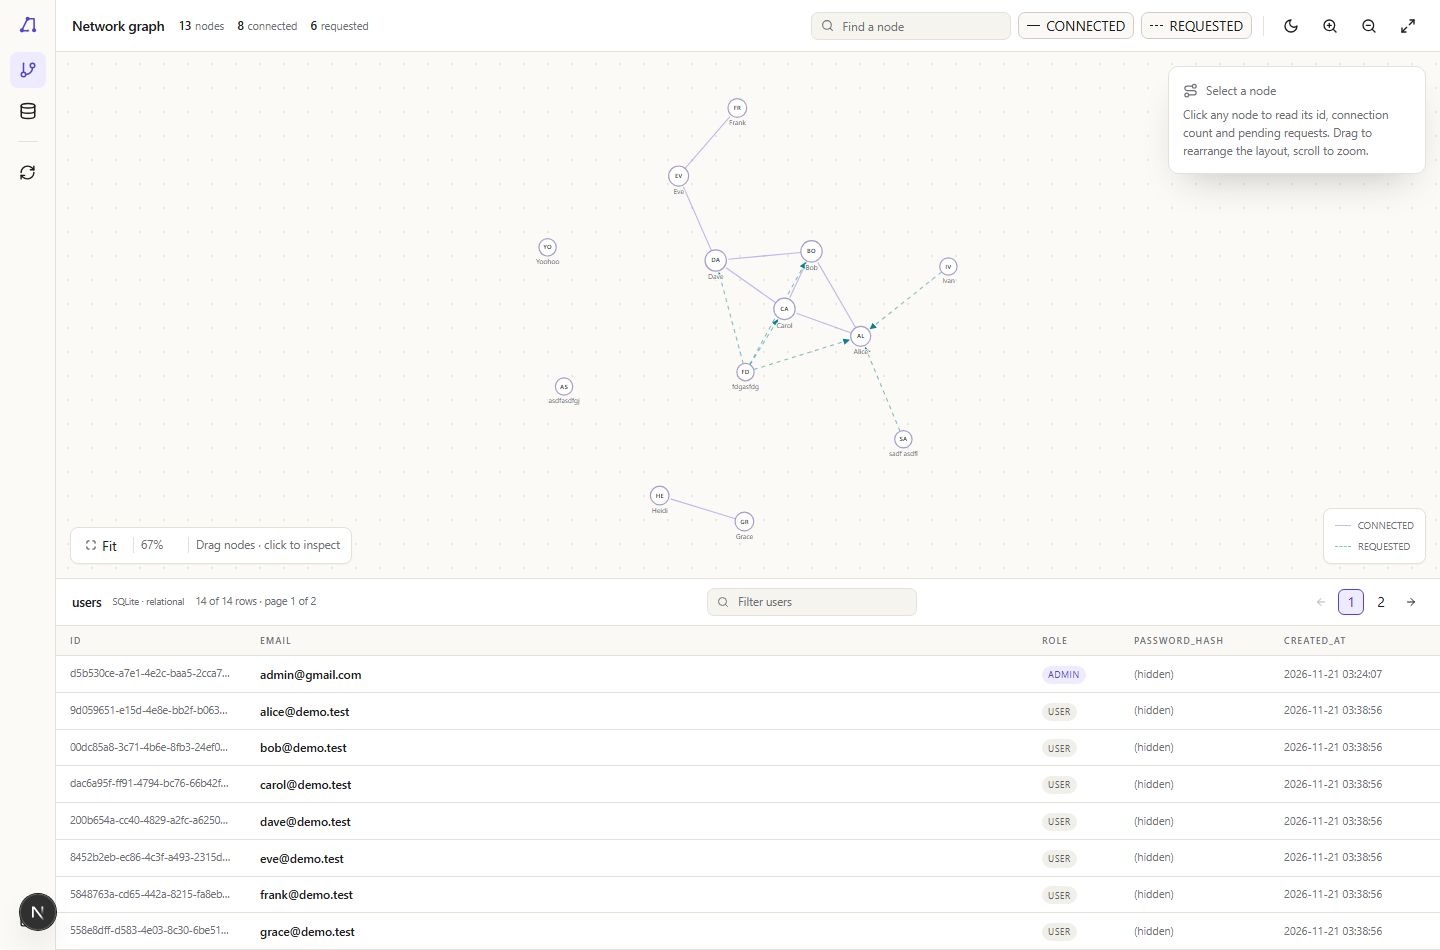 Network graph 13 nodes 8 connected 6 requested Find a node CONNECTED REQUESTED
Select a node
Click any node to read its id, connection
count and pending requests. Drag to
rearrange the layout, scroll to zoom.
FR
Frank
EV
Eve
YO
Yoohoo
DA
Dave
BO
Bob
IV
Ivan
CA
Carol
AL
Alice
FD
fdgasfdg
AS
asdfasdfgj
SA
sadf asdfl
HE
Heidi
GR
Grace
Fit 67% Drag nodes · click to inspect
CONNECTED
REQUESTED
users SQLite · relational 14 of 14 rows · page 1 of 2 Filter users 1 2
ID EMAIL ROLE PASSWORD_HASH CREATED_AT
d5b530ce-a7e1-4e2c-baa5-2cca7... admin@gmail.com ADMIN (hidden) 2026-11-21 03:24:07
9d059651-e15d-4e8e-bb2f-b063... alice@demo.test USER (hidden) 2026-11-21 03:38:56
00dc85a8-3c71-4b6e-8fb3-24ef0... bob@demo.test USER (hidden) 2026-11-21 03:38:56
dac6a95f-ff91-4794-bc76-66b42f... carol@demo.test USER (hidden) 2026-11-21 03:38:56
200b654a-cc40-4829-a2fc-a6250... dave@demo.test USER (hidden) 2026-11-21 03:38:56
8452b2eb-ec86-4c3f-a493-2315d... eve@demo.test USER (hidden) 2026-11-21 03:38:56
5848763a-cd65-442a-8215-fa8eb... frank@demo.test USER (hidden) 2026-11-21 03:38:56
558e8dff-d583-4e03-8c30-6be51... grace@demo.test USER (hidden) 2026-11-21 03:38:56
N